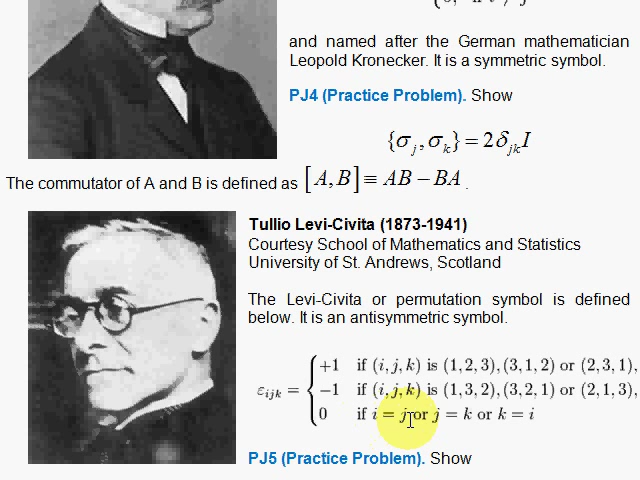 and named after the German mathematician
Leopold Kronecker. It is a symmetric symbol.
PJ4 (Practice Problem). Show
{σ_j, σ_k} = 2δ_jk I
The commutator of A and B is defined as [A, B] ≡ AB − BA .
Tullio Levi-Civita (1873-1941)
Courtesy School of Mathematics and Statistics
University of St. Andrews, Scotland
The Levi-Civita or permutation symbol is defined
below. It is an antisymmetric symbol.
+1 if (i, j, k) is (1, 2, 3), (3, 1, 2) or (2, 3, 1),
ε_ijk = { −1 if (i, j, k) is (1, 3, 2), (3, 2, 1) or (2, 1, 3),
0 if i = j or j = k or k = i
PJ5 (Practice Problem). Show